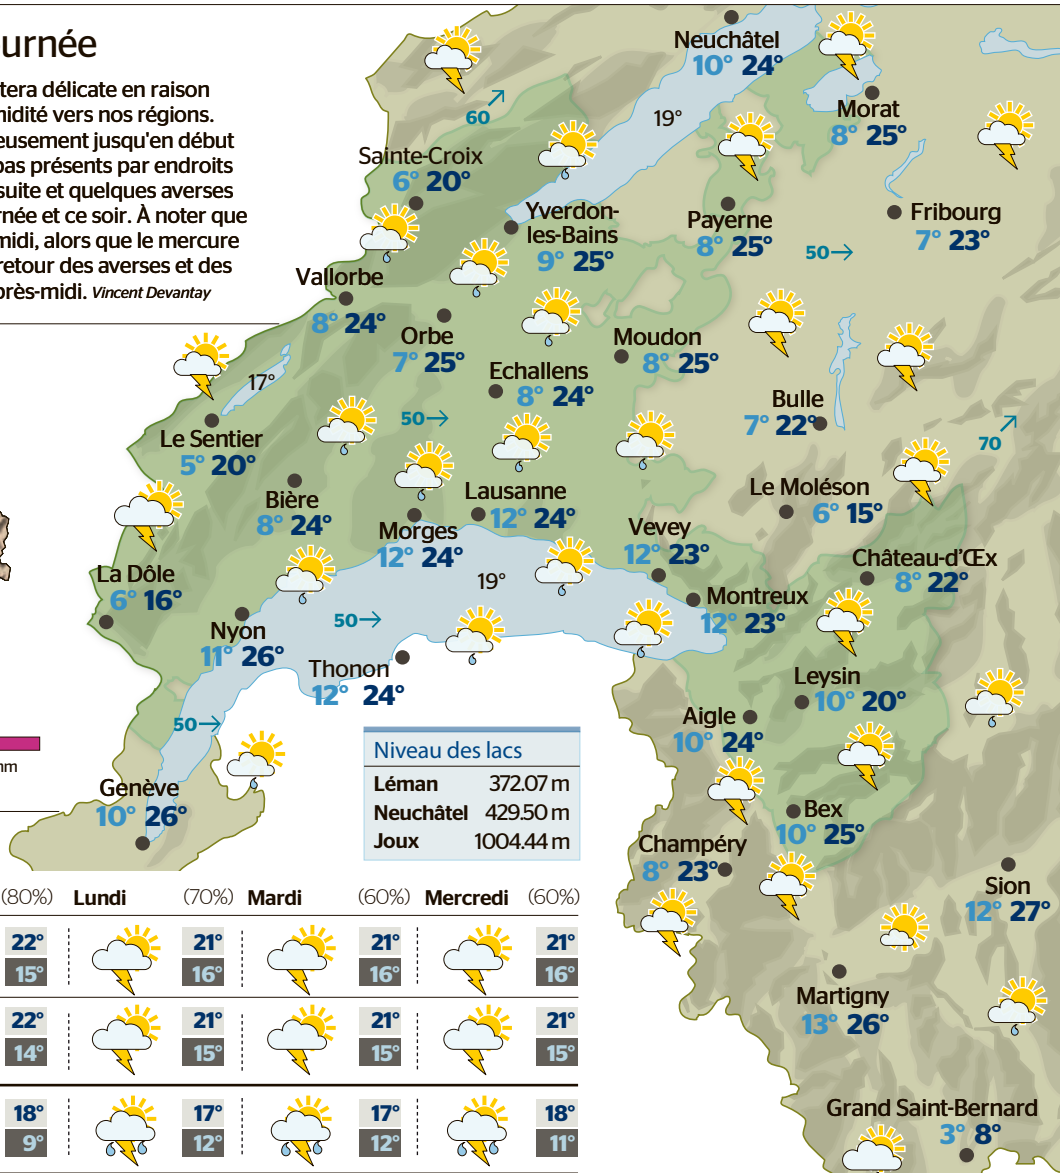 urnée
tera délicate en raison
midité vers nos régions.
eusement jusqu'en début
pas présents par endroits
suite et quelques averses
rnée et ce soir. À noter que
midi, alors que le mercure
retour des averses et des
près-midi. Vincent Devantay
Neuchâtel
10° 24°
60
19°
Morat
8° 25°
Sainte-Croix
6° 20°
Yverdon-
les-Bains
9° 25°
Payerne
8° 25°
Fribourg
7° 23°
50
Vallorbe
8° 24°
Orbe
7° 25°
Moudon
8° 25°
Echallens
8° 24°
17°
Bulle
7° 22°
50
70
Le Sentier
5° 20°
Bière
8° 24°
Lausanne
12° 24°
Le Moléson
6° 15°
Morges
12° 24°
Vevey
12° 23°
Château-d'Œx
8° 22°
La Dôle
6° 16°
19°
Montreux
12° 23°
Nyon
11° 26°
50
Thonon
12° 24°
Leysin
10° 20°
Aigle
10° 24°
50
Niveau des lacs
Léman 372.07 m
Neuchâtel 429.50 m
Joux 1004.44 m
Genève
10° 26°
Bex
10° 25°
Champéry
8° 23°
Sion
12° 27°
Martigny
13° 26°
Grand Saint-Bernard
3° 8°
(80%) Lundi (70%) Mardi (60%) Mercredi (60%)
22° 21° 21° 21°
15° 16° 16° 16°
22° 21° 21° 21°
14° 15° 15° 15°
18° 17° 17° 18°
9° 12° 12° 11°